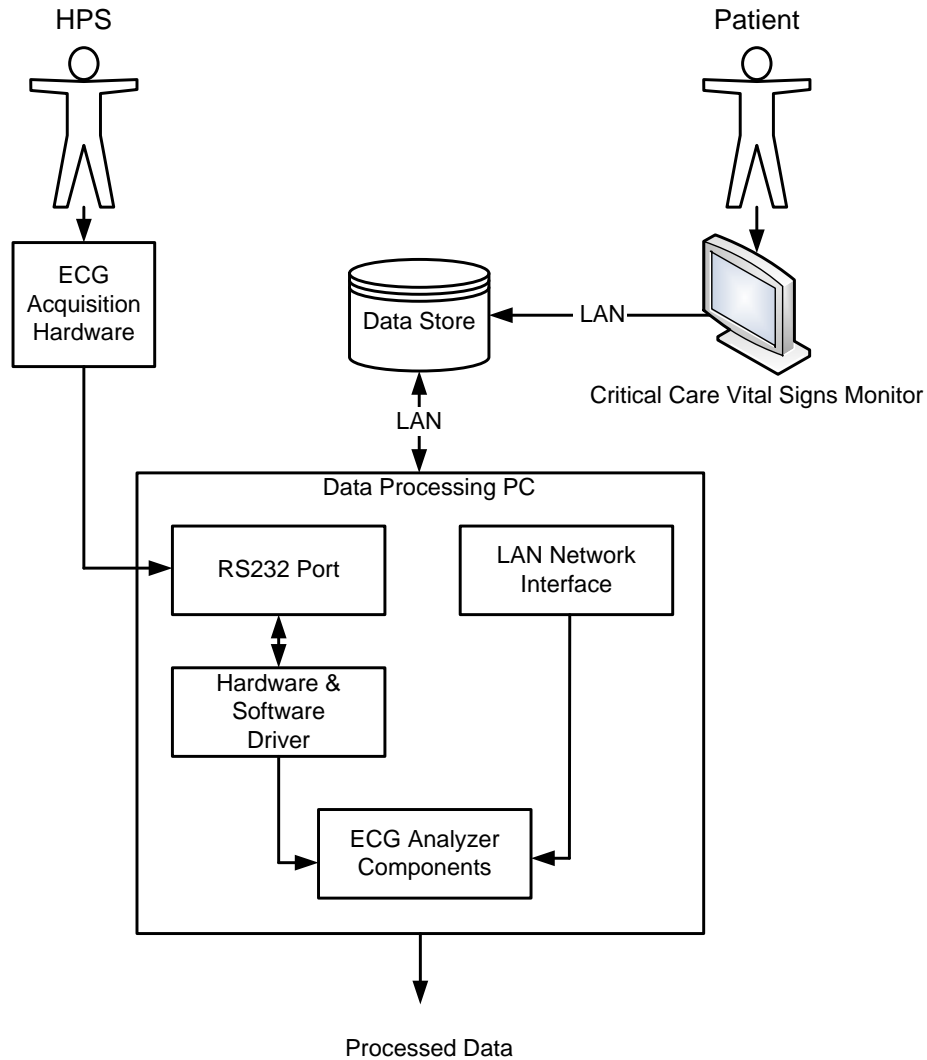 HPS
Patient
ECG
Acquisition
Hardware
Data Store
LAN
Critical Care Vital Signs Monitor
LAN
Data Processing PC
RS232 Port
LAN Network
Interface
Hardware &
Software
Driver
ECG Analyzer
Components
Processed Data